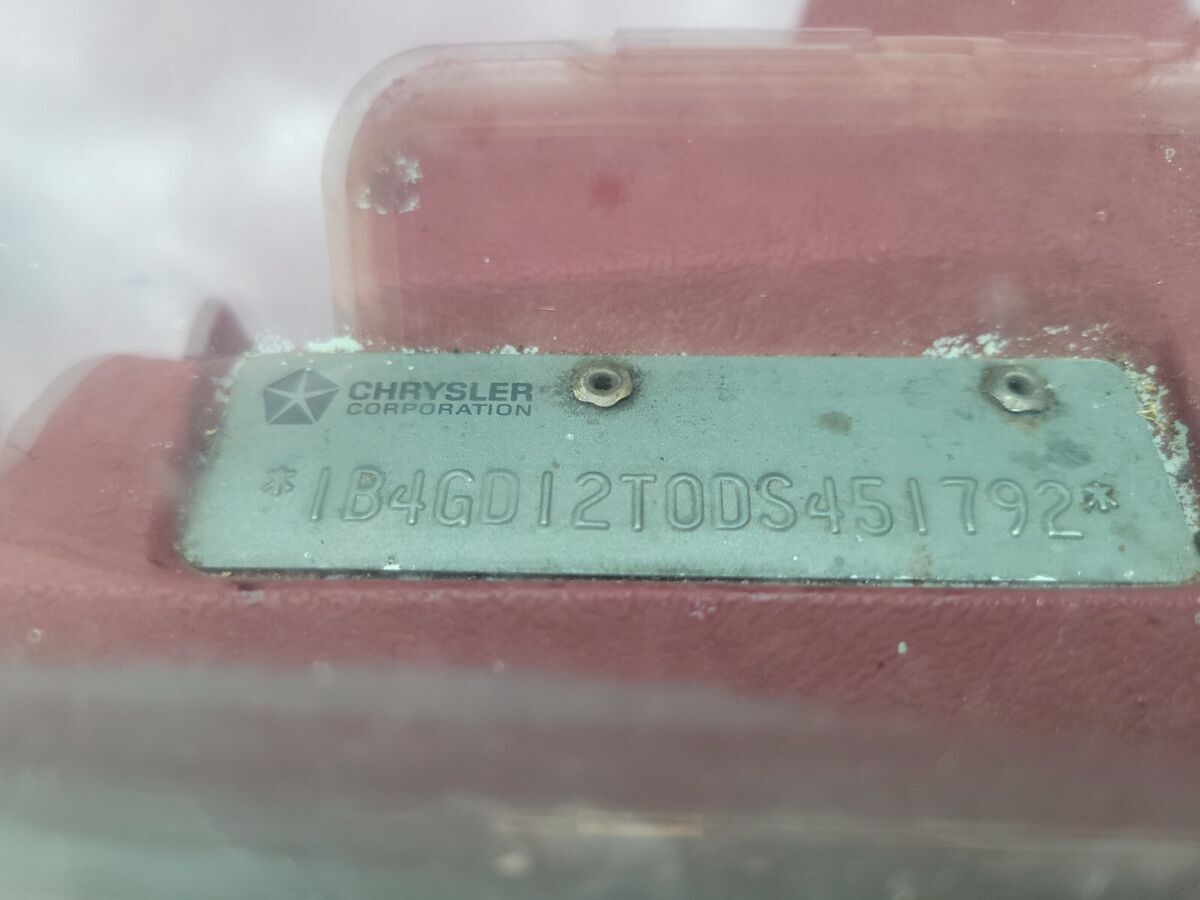 CHRYSLER
CORPORATION
*1B4GD12T0DS451792*